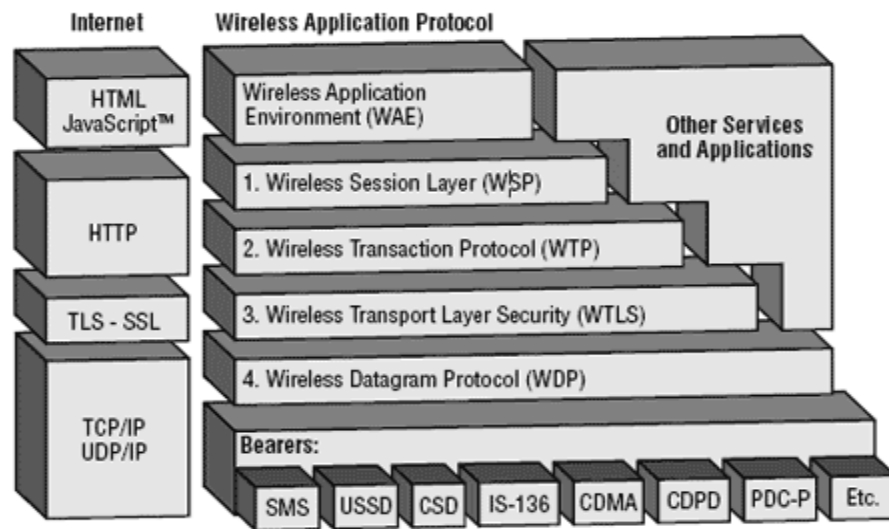 Internet
Wireless Application Protocol
HTML
JavaScript™
HTTP
TLS - SSL
TCP/IP
UDP/IP
Wireless Application
Environment (WAE)
Other Services
and Applications
1. Wireless Session Layer (WSP)
2. Wireless Transaction Protocol (WTP)
3. Wireless Transport Layer Security (WTLS)
4. Wireless Datagram Protocol (WDP)
Bearers:
SMS
USSD
CSD
IS-136
CDMA
CDPD
PDC-P
Etc.